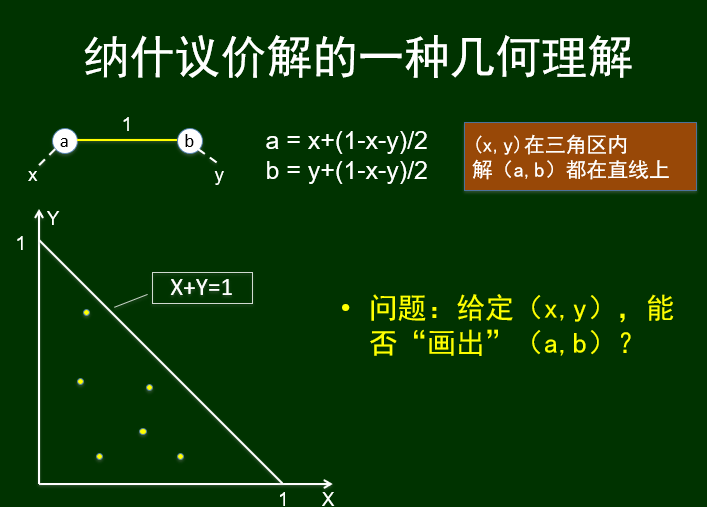 纳什议价解的一种几何理解
1
a
b
x
y
a = x+(1-x-y)/2
b = y+(1-x-y)/2
(x,y)在三角区内
解（a,b）都在直线上
Y
1
X+Y=1
• 问题：给定（x,y），能
否“画出”（a,b）？
1
X